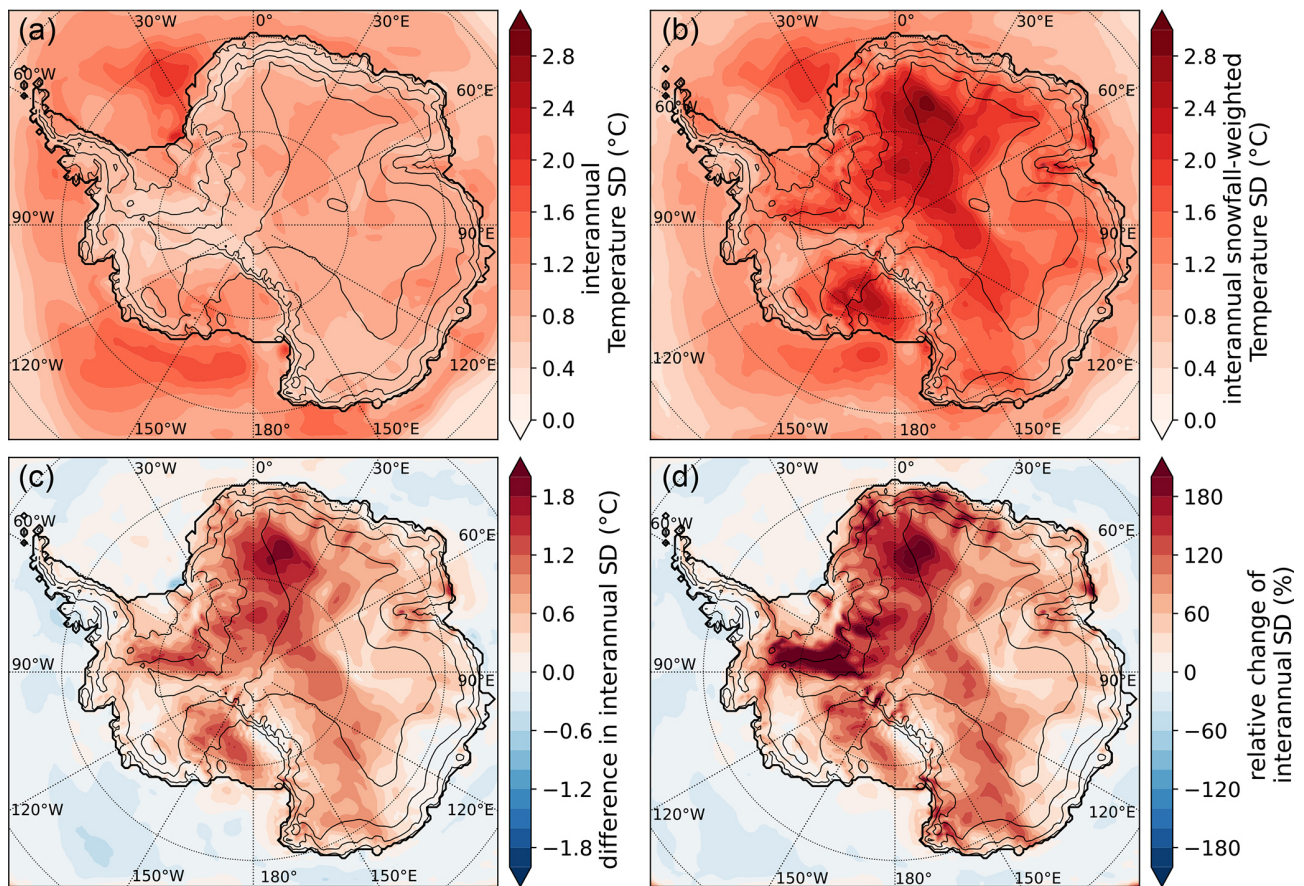 (a)
30°W
0°
30°E
60°W
60°E
90°W
90°E
120°W
120°E
150°W
180°
150°E
2.8
2.4
2.0
1.6
1.2
0.8
0.4
0.0
interannual
Temperature SD (°C)
(b)
30°W
0°
30°E
60°W
60°E
90°W
90°E
120°W
120°E
150°W
180°
150°E
2.8
2.4
2.0
1.6
1.2
0.8
0.4
0.0
interannual snowfall-weighted
Temperature SD (°C)
(c)
30°W
0°
30°E
60°W
60°E
90°W
90°E
120°W
120°E
150°W
180°
150°E
1.8
1.2
0.6
0.0
−0.6
−1.2
−1.8
difference in interannual SD (°C)
(d)
30°W
0°
30°E
60°W
60°E
90°W
90°E
120°W
120°E
150°W
180°
150°E
180
120
60
0
−60
−120
−180
relative change of
interannual SD (%)